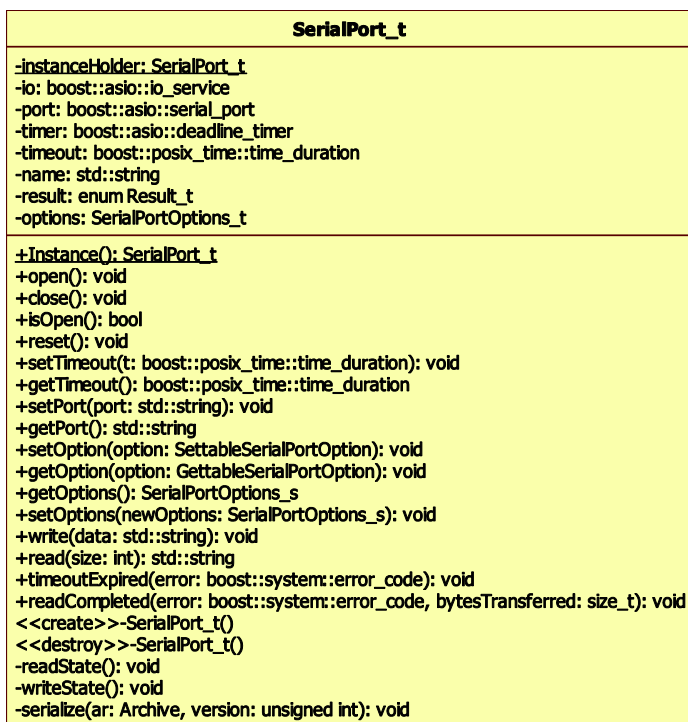 SerialPort_t
-instanceHolder: SerialPort_t
-io: boost::asio::io_service
-port: boost::asio::serial_port
-timer: boost::asio::deadline_timer
-timeout: boost::posix_time::time_duration
-name: std::string
-result: enum Result_t
-options: SerialPortOptions_t
+Instance(): SerialPort_t
+open(): void
+close(): void
+isOpen(): bool
+reset(): void
+setTimeout(t: boost::posix_time::time_duration): void
+getTimeout(): boost::posix_time::time_duration
+setPort(port: std::string): void
+getPort(): std::string
+setOption(option: SettableSerialPortOption): void
+getOption(option: GettableSerialPortOption): void
+getOptions(): SerialPortOptions_s
+setOptions(newOptions: SerialPortOptions_s): void
+write(data: std::string): void
+read(size: int): std::string
+timeoutExpired(error: boost::system::error_code): void
+readCompleted(error: boost::system::error_code, bytesTransferred: size_t): void
<<create>>-SerialPort_t()
<<destroy>>-SerialPort_t()
-readState(): void
-writeState(): void
-serialize(ar: Archive, version: unsigned int): void